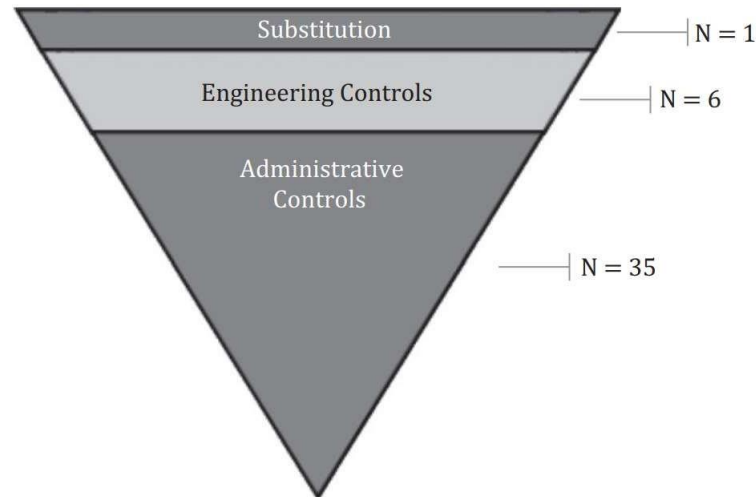 Substitution
N = 1
Engineering Controls
N = 6
Administrative
Controls
N = 35